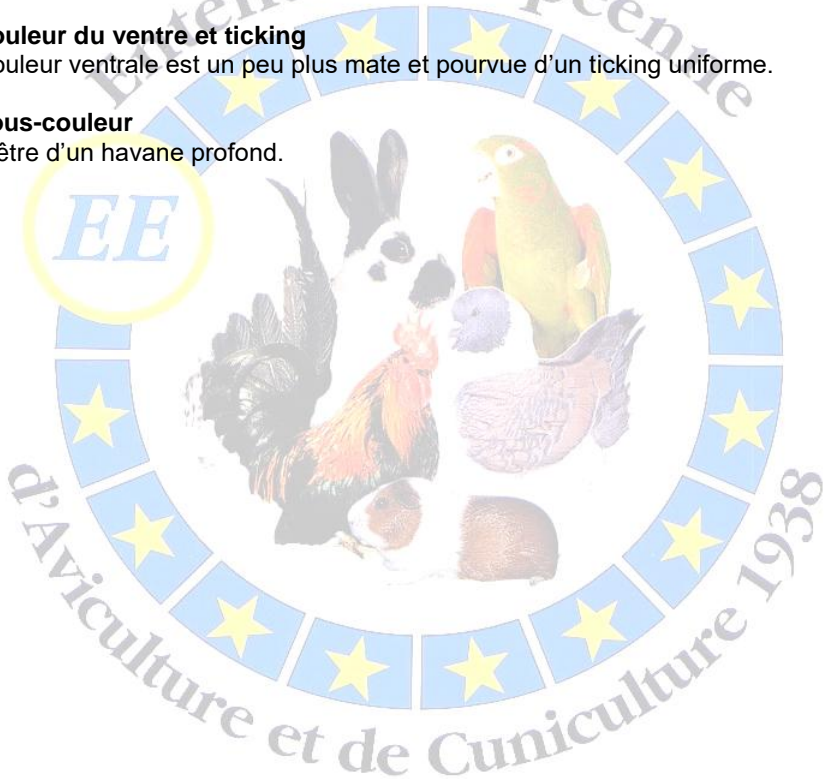 ouleur du ventre et ticking
ouleur ventrale est un peu plus mate et pourvue d'un ticking uniforme.
ous-couleur
être d'un havane profond.
EE
d'Aviculture et de Cuniculture 1938